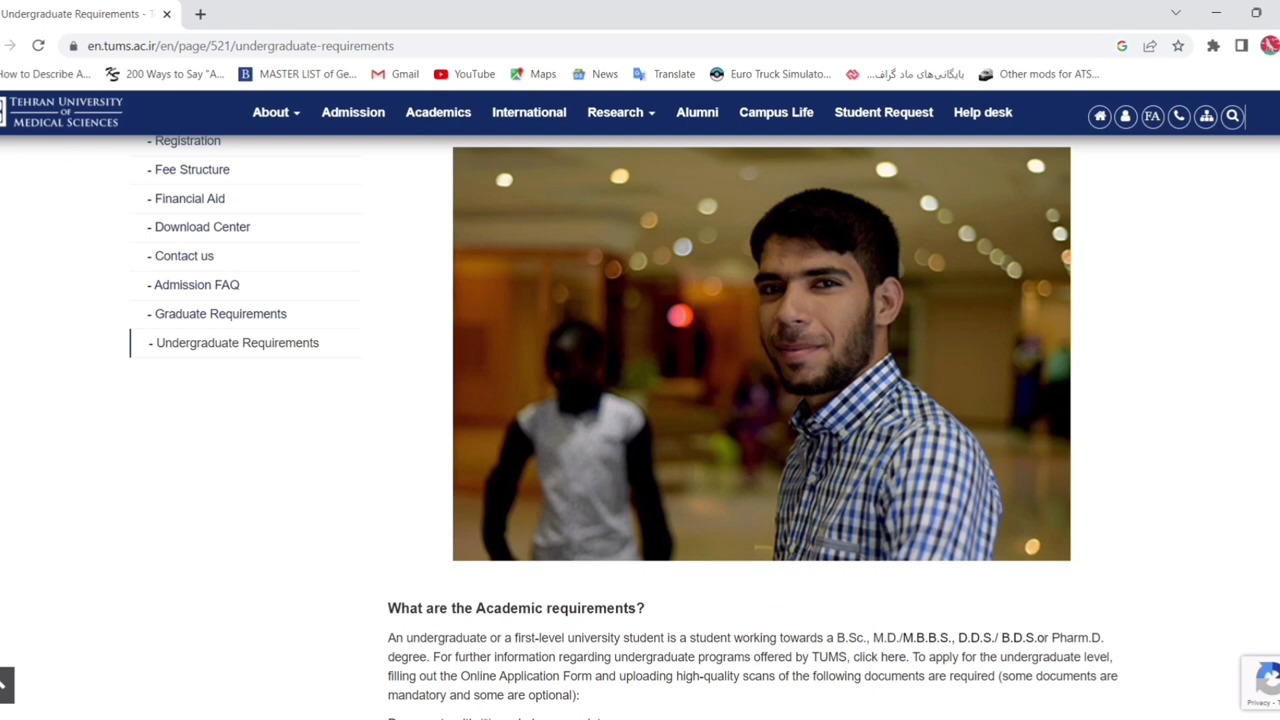 Undergraduate Requirements - T
en.tums.ac.ir/en/page/521/undergraduate-requirements
How to Describe A...
200 Ways to Say "A...
MASTER LIST of Ge...
Gmail
YouTube
Maps
News
Translate
Euro Truck Simulato...
بایگانی‌های ماد گراف...
Other mods for ATS...
TEHRAN UNIVERSITY
OF
MEDICAL SCIENCES
About
Admission
Academics
International
Research
Alumni
Campus Life
Student Request
Help desk
FA
- Registration
- Fee Structure
- Financial Aid
- Download Center
- Contact us
- Admission FAQ
- Graduate Requirements
- Undergraduate Requirements
What are the Academic requirements?
An undergraduate or a first-level university student is a student working towards a B.Sc., M.D./M.B.B.S., D.D.S./ B.D.S.or Pharm.D.
degree. For further information regarding undergraduate programs offered by TUMS, click here. To apply for the undergraduate level,
filling out the Online Application Form and uploading high-quality scans of the following documents are required (some documents are
mandatory and some are optional):
Privacy - T